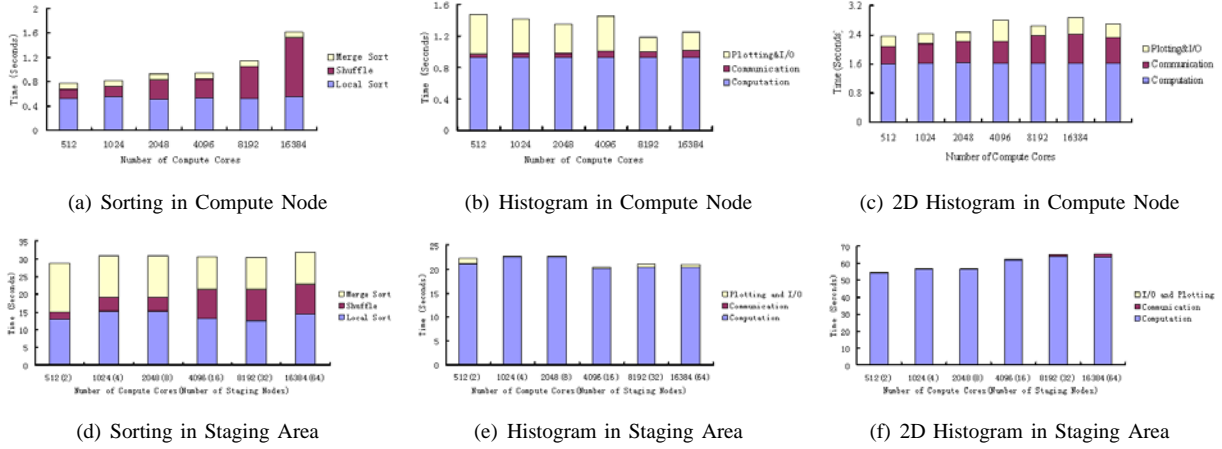 Time (Seconds)
2
1.6
1.2
0.8
0.4
0
512 1024 2048 4096 8192 16384
Number of Compute Cores
Merge Sort
Shuffle
Local Sort
(a) Sorting in Compute Node
Time (Seconds)
1.6
1.2
0.8
0.4
0
512 1024 2048 4096 8192 16384
Number of Compute Cores
Plotting&I/O
Communication
Computation
(b) Histogram in Compute Node
Time (Seconds)
3.2
2.4
1.6
0.8
0
512 1024 2048 4096 8192 16384
Number of Compute Cores
Plotting&I/O
Communication
Computation
(c) 2D Histogram in Compute Node
Time (Seconds)
35
30
25
20
15
10
5
0
512(2) 1024(4) 2048(8) 4096(16) 8192(32) 16384(64)
Number of Compute Cores(Number of Staging Nodes)
Merge Sort
Shuffle
Local Sort
(d) Sorting in Staging Area
Time (Seconds)
25
20
15
10
5
0
512(2) 1024(4) 2048(8) 4096(16) 8192(32) 16384(64)
Number of Compute Cores(Number of Staging Nodes)
Plotting and I/O
Communication
Computation
(e) Histogram in Staging Area
Time (Seconds)
70
60
50
40
30
20
10
0
512(2) 1024(4) 2048(8) 4096(16) 8192(32) 16384(64)
Number of Compute Cores(Number of Staging Nodes)
I/O and Plotting
Communication
Computation
(f) 2D Histogram in Staging Area